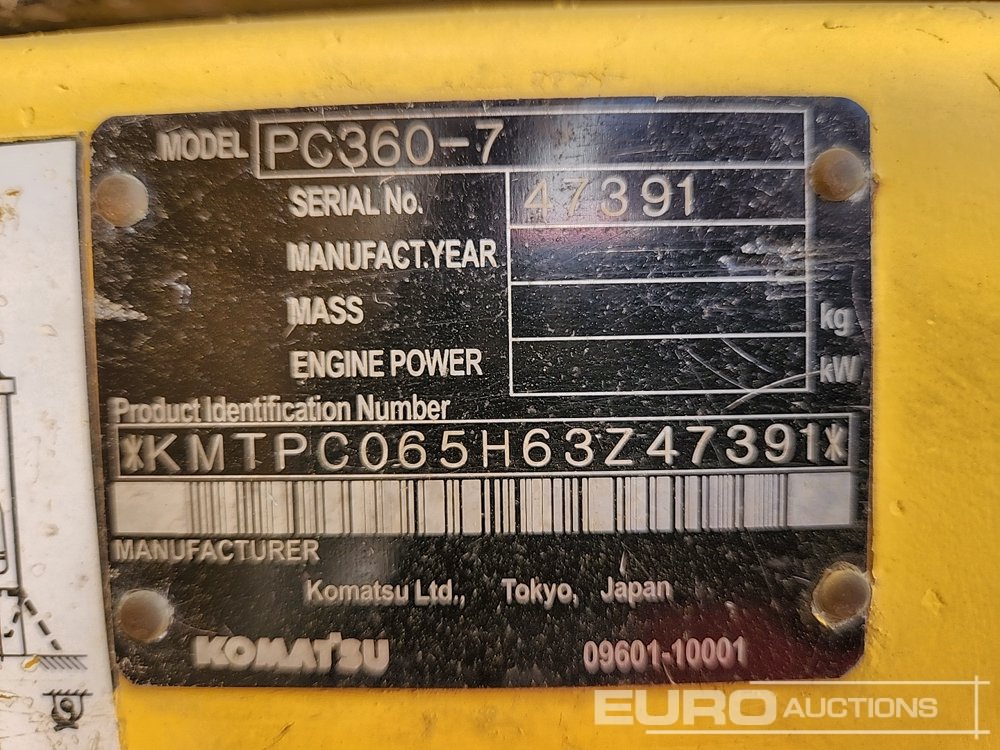 MODEL PC360-7
SERIAL No. 47391
MANUFACT.YEAR
MASS kg
ENGINE POWER kW
Product Identification Number
*KMTPC065H63Z47391*
MANUFACTURER
Komatsu Ltd., Tokyo, Japan
KOMATSU 09601-10001
EURO AUCTIONS